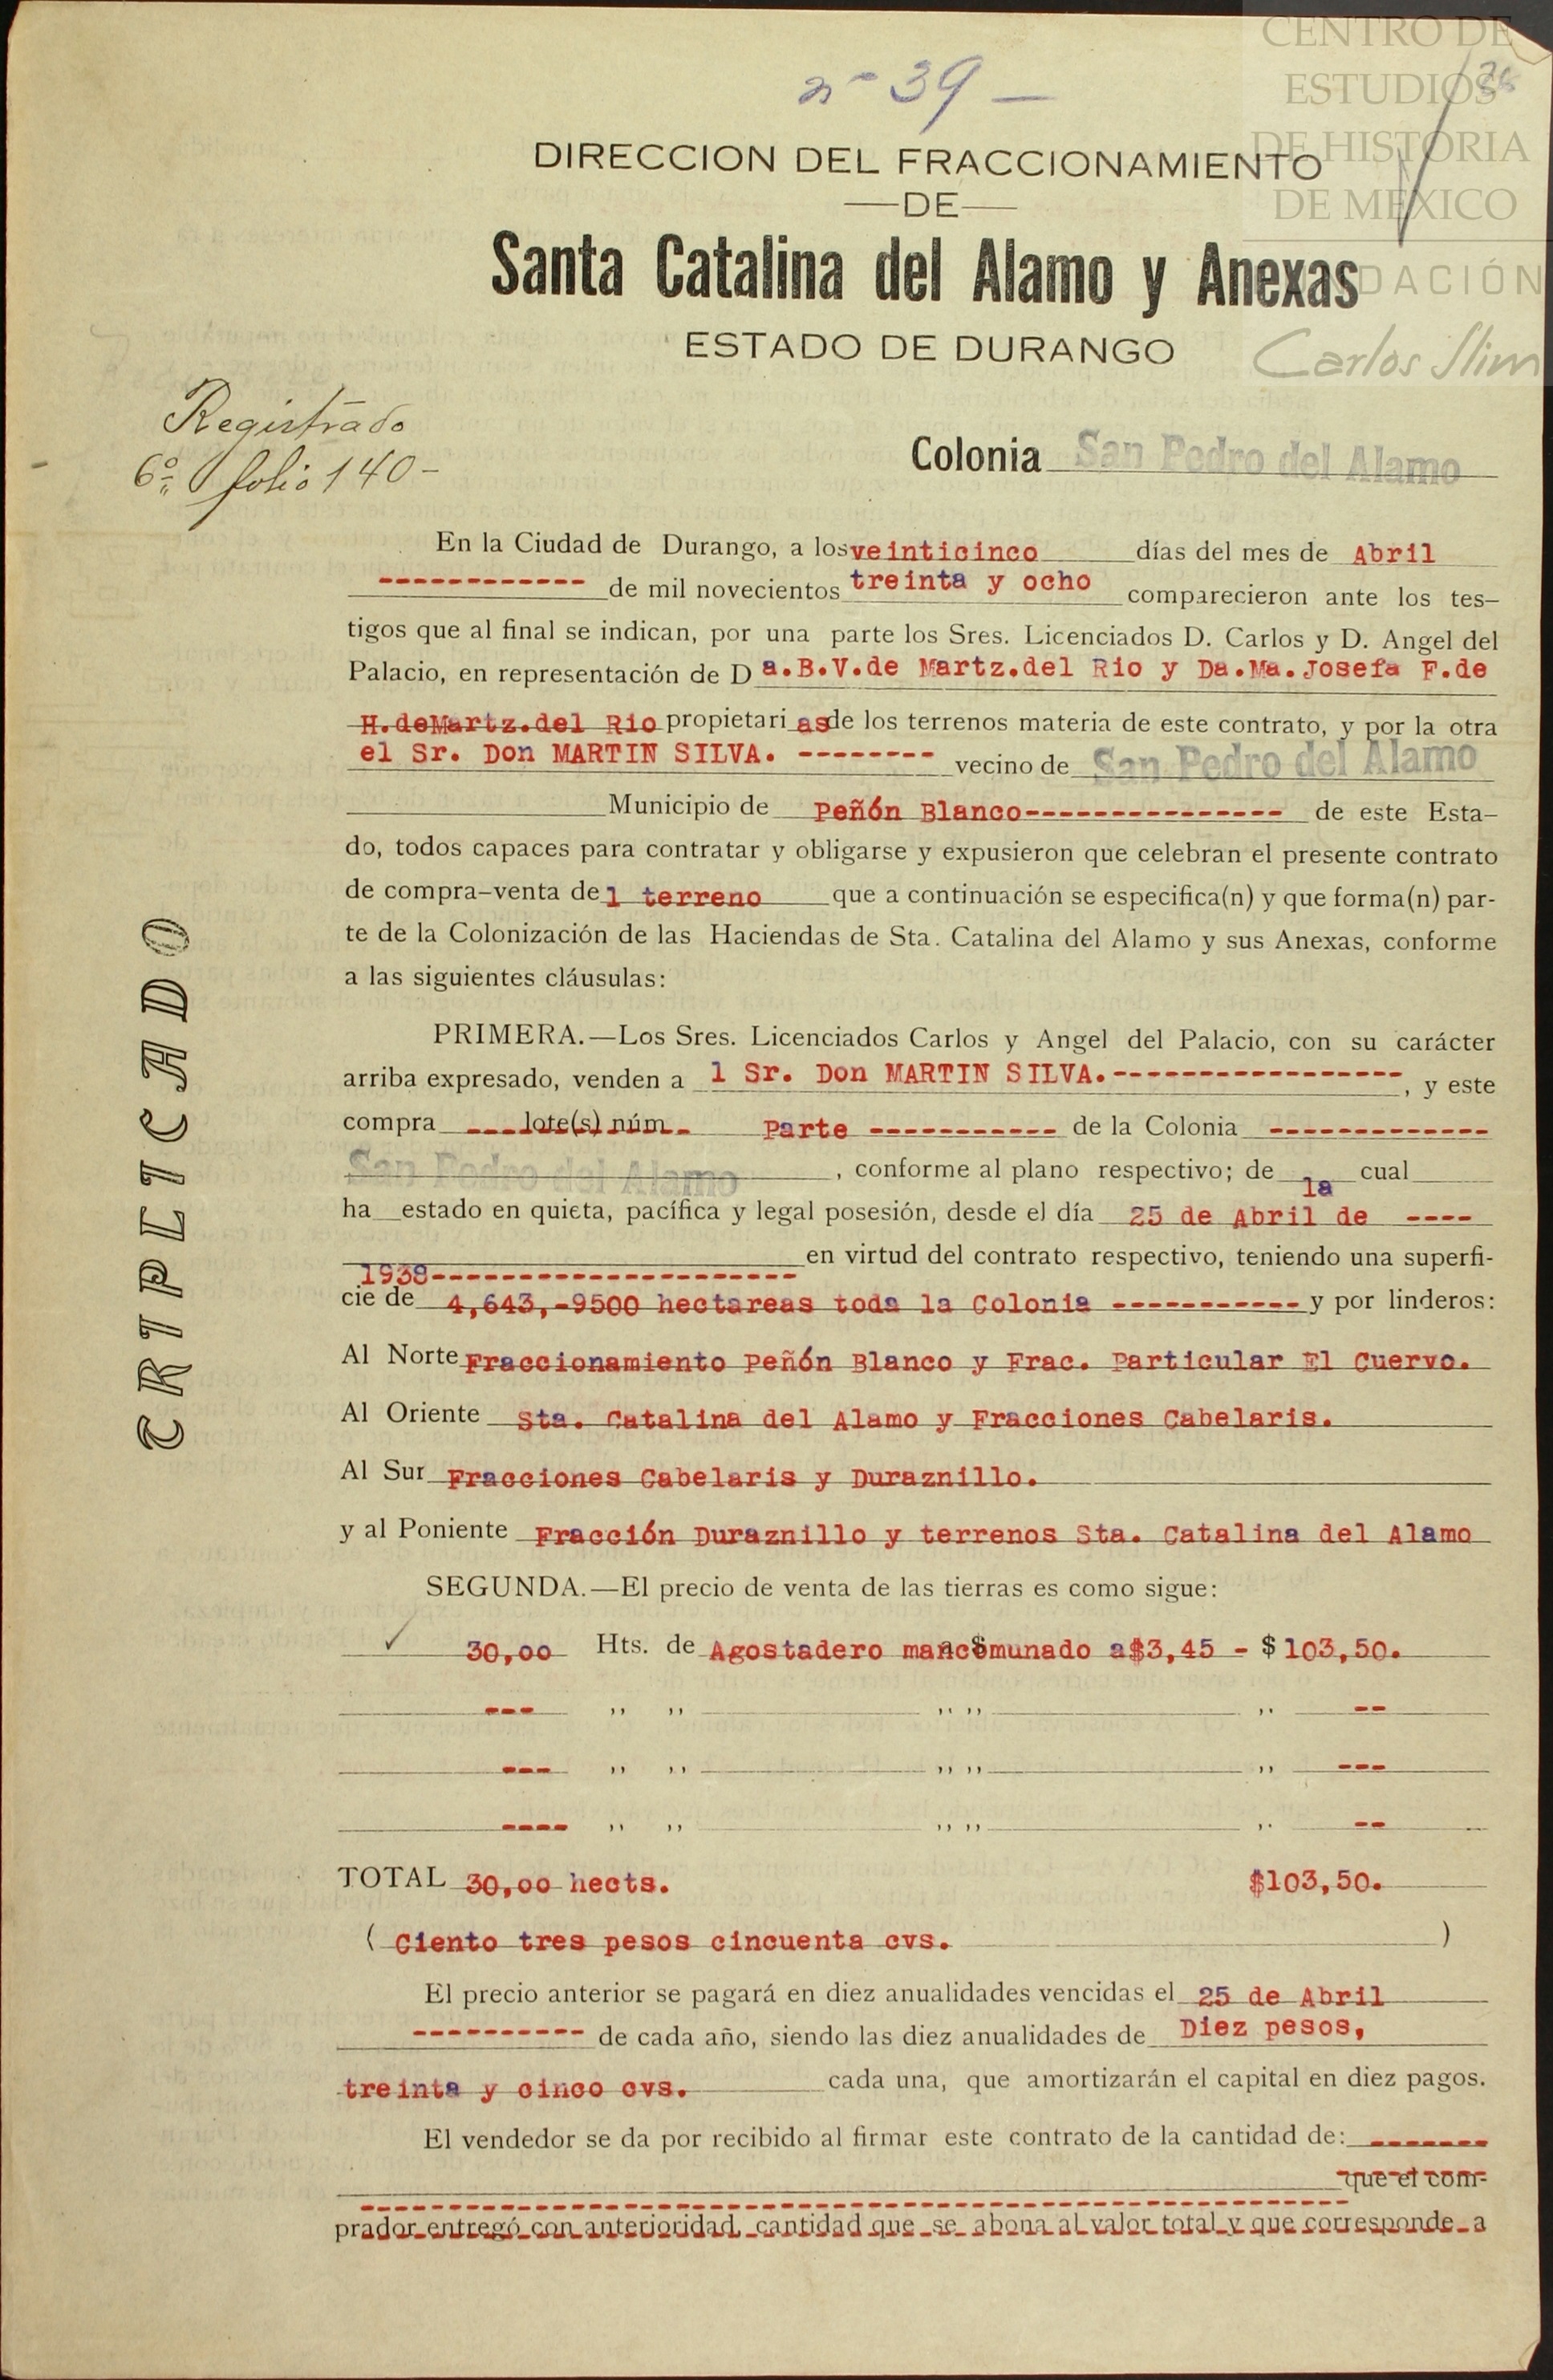 CENTRO DE
ESTUDIOS
DE HISTORIA
DE MEXICO
FUNDACIÓN
Carlos Slim
nº 39 —
DIRECCION DEL FRACCIONAMIENTO
—DE—
Santa Catalina del Alamo y Anexas
ESTADO DE DURANGO
Registrado
6º folio 140-
Colonia San Pedro del Alamo
TRIPLICADO
En la Ciudad de Durango, a los veinticinco días del mes de Abril
------------ de mil novecientos treinta y ocho comparecieron ante los tes-
tigos que al final se indican, por una parte los Sres. Licenciados D. Carlos y D. Angel del
Palacio, en representación de D a.B.V.de Martz.del Rio y Da.Ma.Josefa F.de
H.deMartz.del Rio propietari as de los terrenos materia de este contrato, y por la otra
el Sr. Don MARTIN SILVA. -------- vecino de San Pedro del Alamo
Municipio de Peñón Blanco--------------- de este Esta-
do, todos capaces para contratar y obligarse y expusieron que celebran el presente contrato
de compra-venta de 1 terreno que a continuación se especifica(n) y que forma(n) par-
te de la Colonización de las Haciendas de Sta. Catalina del Alamo y sus Anexas, conforme
a las siguientes cláusulas:
PRIMERA.—Los Sres. Licenciados Carlos y Angel del Palacio, con su carácter
arriba expresado, venden a l Sr. Don MARTIN SILVA.-----------------, y este
compra ---lote(s) núm. Parte ----------- de la Colonia -------------
San Pedro del Alamo, conforme al plano respectivo; de la cual
ha estado en quieta, pacífica y legal posesión, desde el día 25 de Abril de ----
1938--------------------- en virtud del contrato respectivo, teniendo una superfi-
cie de 4,643,-9500 hectareas toda la Colonia ----------- y por linderos:
Al Norte Fraccionamiento Peñón Blanco y Frac. Particular El Cuervo.
Al Oriente Sta. Catalina del Alamo y Fracciones Cabelaris.
Al Sur Fracciones Cabelaris y Duraznillo.
y al Poniente Fracción Duraznillo y terrenos Sta. Catalina del Alamo
SEGUNDA.—El precio de venta de las tierras es como sigue:
✓ 30,00 Hts. de Agostadero mancomunado a $ a$3,45 - $ 103,50.
--- ,, ,, ,, ,, ,, --
--- ,, ,, ,, ,, ,, ---
---- ,, ,, ,, ,, ,, --
TOTAL 30,00 hects. $103,50.
( Ciento tres pesos cincuenta cvs. )
El precio anterior se pagará en diez anualidades vencidas el 25 de Abril
---------- de cada año, siendo las diez anualidades de Diez pesos,
treinta y cinco cvs. cada una, que amortizarán el capital en diez pagos.
El vendedor se da por recibido al firmar este contrato de la cantidad de: -------
que el com-
prador entregó con anterioridad, cantidad que se abona al valor total y que corresponde a